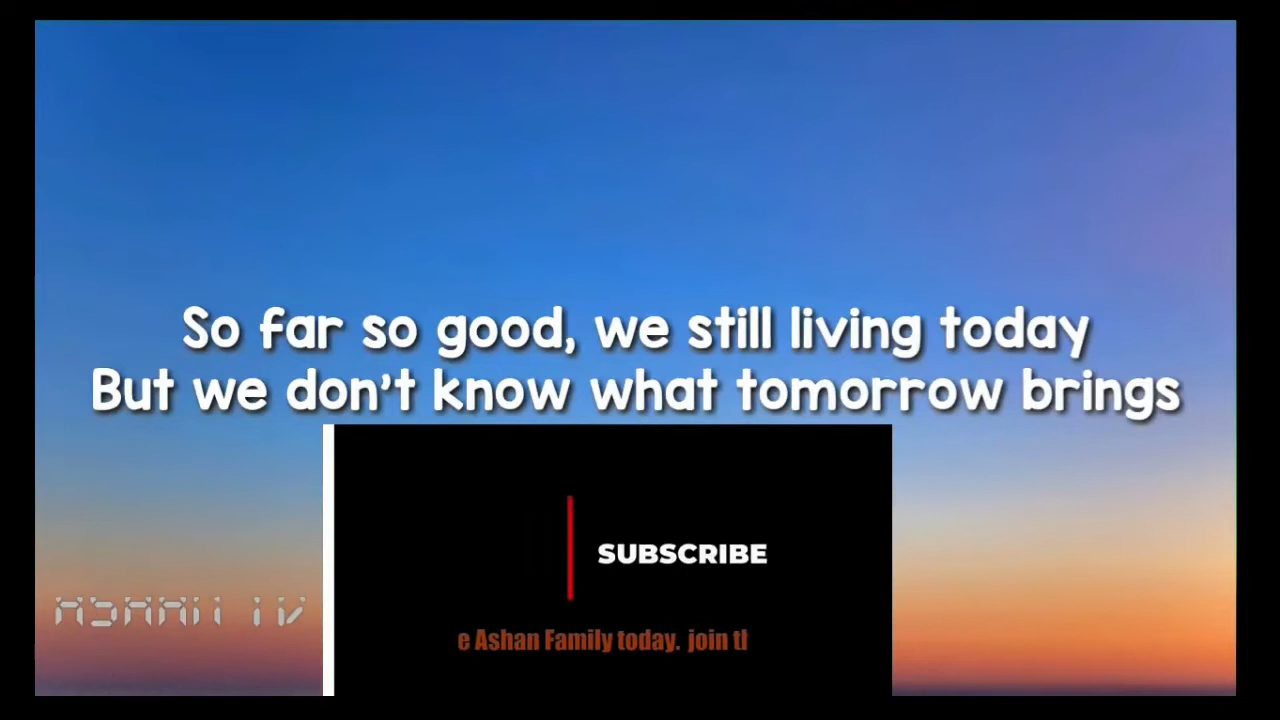 So far so good, we still living today
But we don't know what tomorrow brings
SUBSCRIBE
e Ashan Family today. join tl